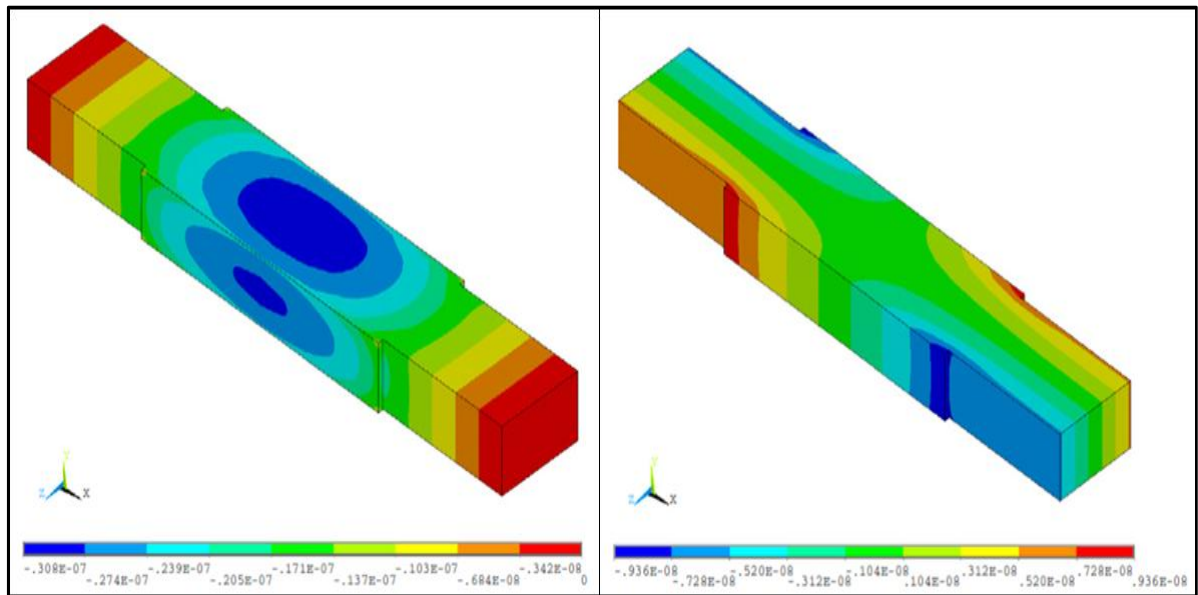 Y
Z
X
-.308E-07
-.239E-07
-.171E-07
-.103E-07
-.342E-08
-.274E-07
-.205E-07
-.137E-07
-.684E-08
0
Y
Z
X
-.936E-08
-.520E-08
-.104E-08
.312E-08
.728E-08
-.728E-08
-.312E-08
.104E-08
.520E-08
.936E-08